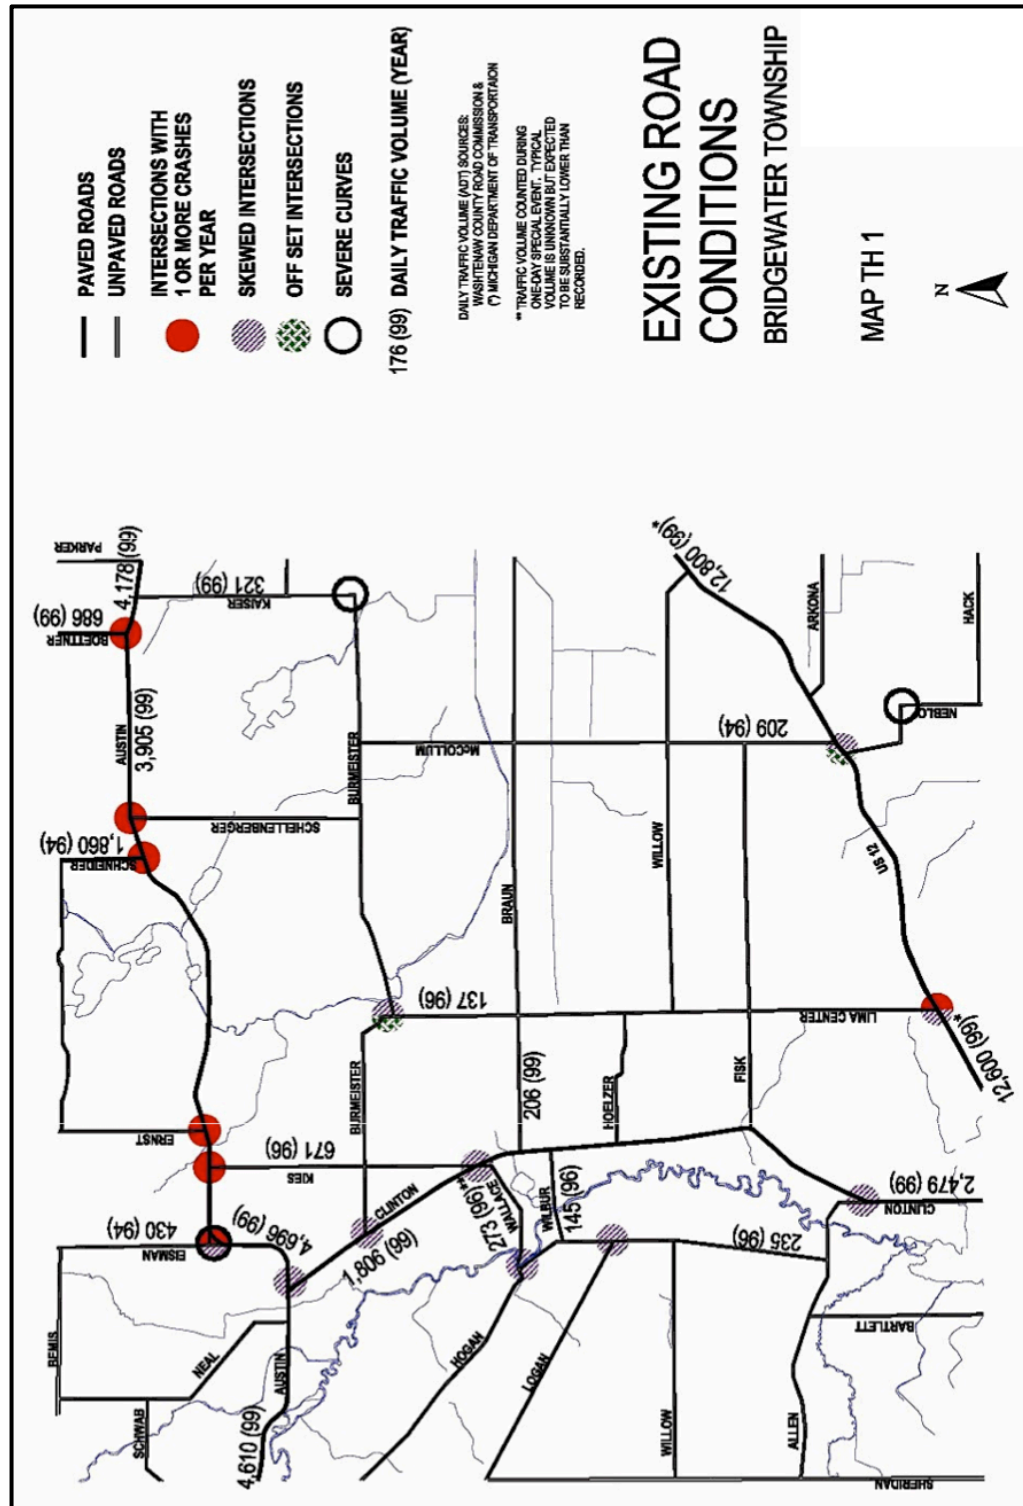 PAVED ROADS
UNPAVED ROADS
INTERSECTIONS WITH
1 OR MORE CRASHES
PER YEAR
SKEWED INTERSECTIONS
OFF SET INTERSECTIONS
SEVERE CURVES
176 (99) DAILY TRAFFIC VOLUME (YEAR)
DAILY TRAFFIC VOLUME (ADT) SOURCES:
WASHTENAW COUNTY ROAD COMMISSION &
(*) MICHIGAN DEPARTMENT OF TRANSPORTAION
** TRAFFIC VOLUME COUNTED DURING
ONE-DAY SPECIAL EVENT. TYPICAL
VOLUME IS UNKNOWN BUT EXPECTED
TO BE SUBSTANTIALLY LOWER THAN
RECORDED.
EXISTING ROAD
CONDITIONS
BRIDGEWATER TOWNSHIP
MAP TH 1
N
PARKER
4,178 (99)
686 (99)
BOETTNER
321 (99)
KAISER
AUSTIN
3,905 (99)
1,860 (94)
SCHNEIDER
SCHELLENBERGER
BURMEISTER
McCOLLUM
209 (94)
12,800 (99)*
ARKONA
HACK
NEBLO
US 12
WILLOW
BRAUN
137 (96)
LIMA CENTER
12,600 (99)*
206 (99)
HOELZER
FISK
BURMEISTER
ERNST
671 (96)
KIES
430 (94)
EISMAN
4,696 (99)
CLINTON
1,806 (99)
273 (96)**
WALLACE
WILBUR
145 (96)
235 (96)
2,479 (99)
CLINTON
BEMIS
NEAL
AUSTIN
SCHWAB
4,610 (99)
HOGAN
LOGAN
WILLOW
ALLEN
BARTLETT
SHERIDAN